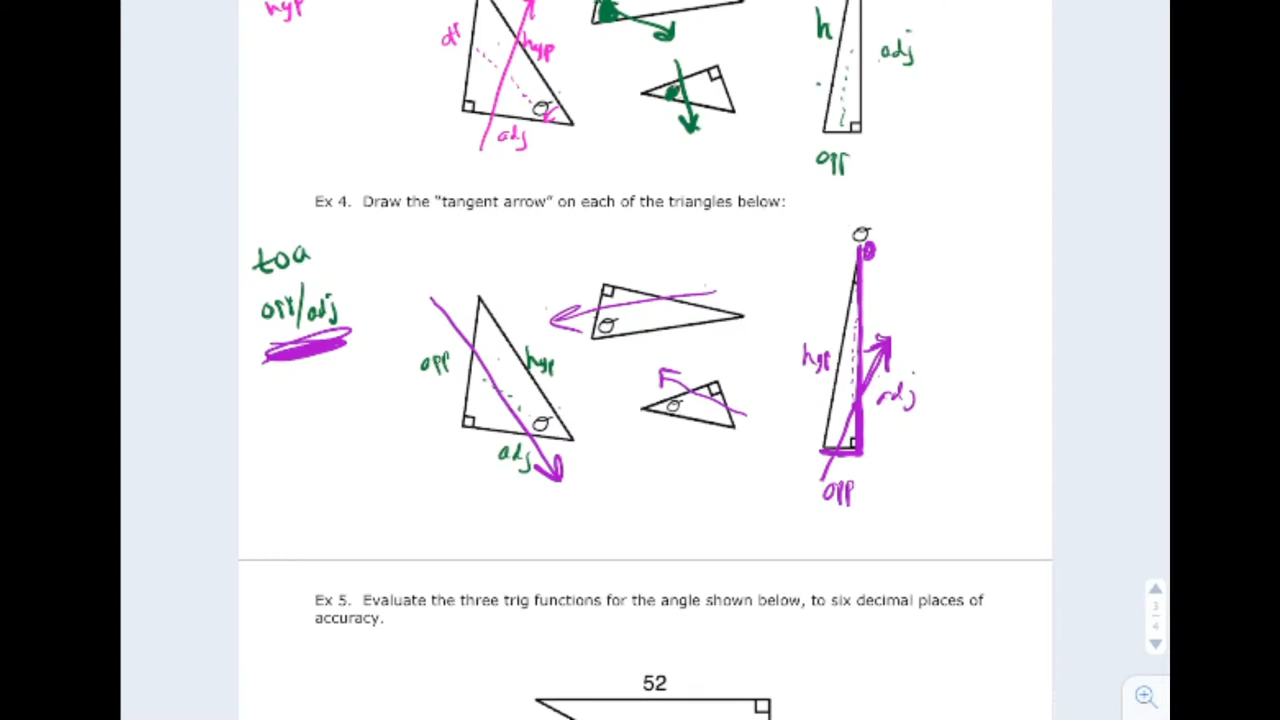 hyp
hyp
adj
h
adj
opp
Ex 4. Draw the "tangent arrow" on each of the triangles below:
toa
opp/adj
θ
opp
hyp
θ
adj
θ
θ
hyp
adj
opp
Ex 5. Evaluate the three trig functions for the angle shown below, to six decimal places of
accuracy.
52
3
4